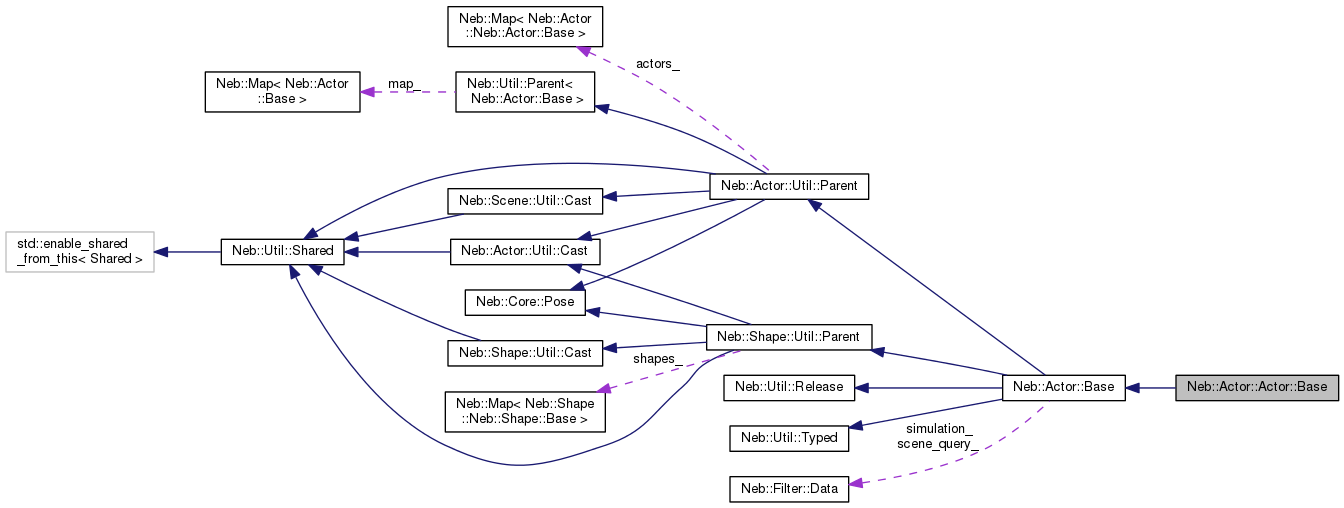 Neb::Map< Neb::Actor
::Neb::Actor::Base >
actors_
Neb::Map< Neb::Actor
::Base >
map_
Neb::Util::Parent<
Neb::Actor::Base >
Neb::Actor::Util::Parent
Neb::Scene::Util::Cast
std::enable_shared
_from_this< Shared >
Neb::Util::Shared
Neb::Actor::Util::Cast
Neb::Core::Pose
Neb::Shape::Util::Parent
Neb::Shape::Util::Cast
shapes_
Neb::Map< Neb::Shape
::Neb::Shape::Base >
Neb::Util::Release
Neb::Actor::Base
Neb::Actor::Actor::Base
Neb::Util::Typed
simulation_
scene_query_
Neb::Filter::Data